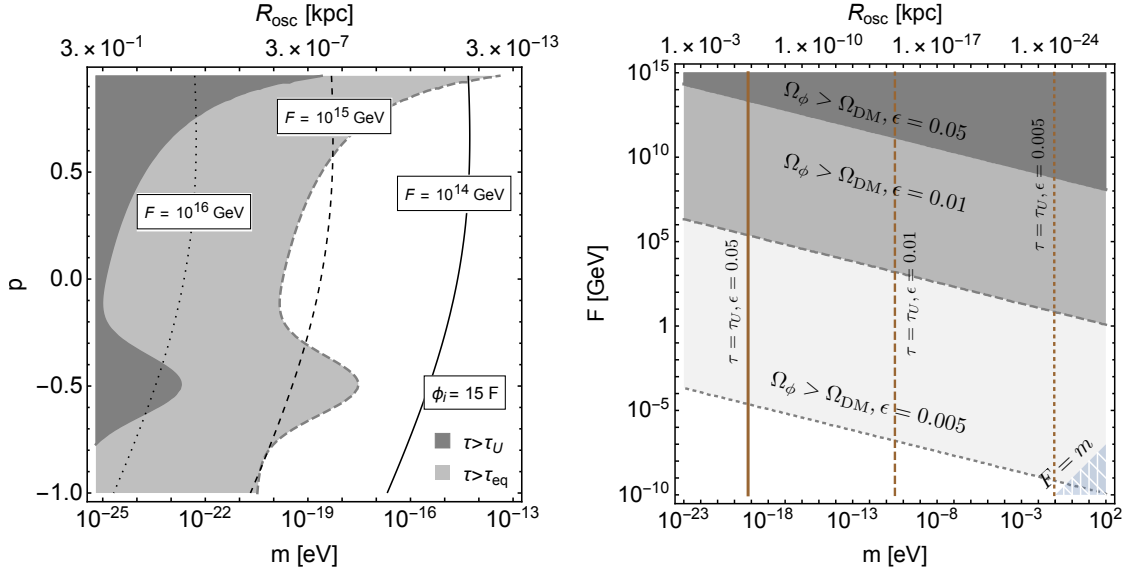 R_osc [kpc]
3.×10^-1 3.×10^-7 3.×10^-13
p
0.5
0.0
-0.5
-1.0
F = 10^15 GeV
F = 10^14 GeV
F = 10^16 GeV
ϕ_i = 15 F
τ>τ_U
τ>τ_eq
10^-25 10^-22 10^-19 10^-16 10^-13
m [eV]
R_osc [kpc]
1.×10^-3 1.×10^-10 1.×10^-17 1.×10^-24
F [GeV]
10^15
10^10
10^5
1
10^-5
10^-10
Ω_ϕ > Ω_DM, ϵ = 0.05
Ω_ϕ > Ω_DM, ϵ = 0.01
Ω_ϕ > Ω_DM, ϵ = 0.005
τ = τ_U, ϵ = 0.05
τ = τ_U, ϵ = 0.01
τ = τ_U, ϵ = 0.005
F = m
10^-23 10^-18 10^-13 10^-8 10^-3 10^2
m [eV]